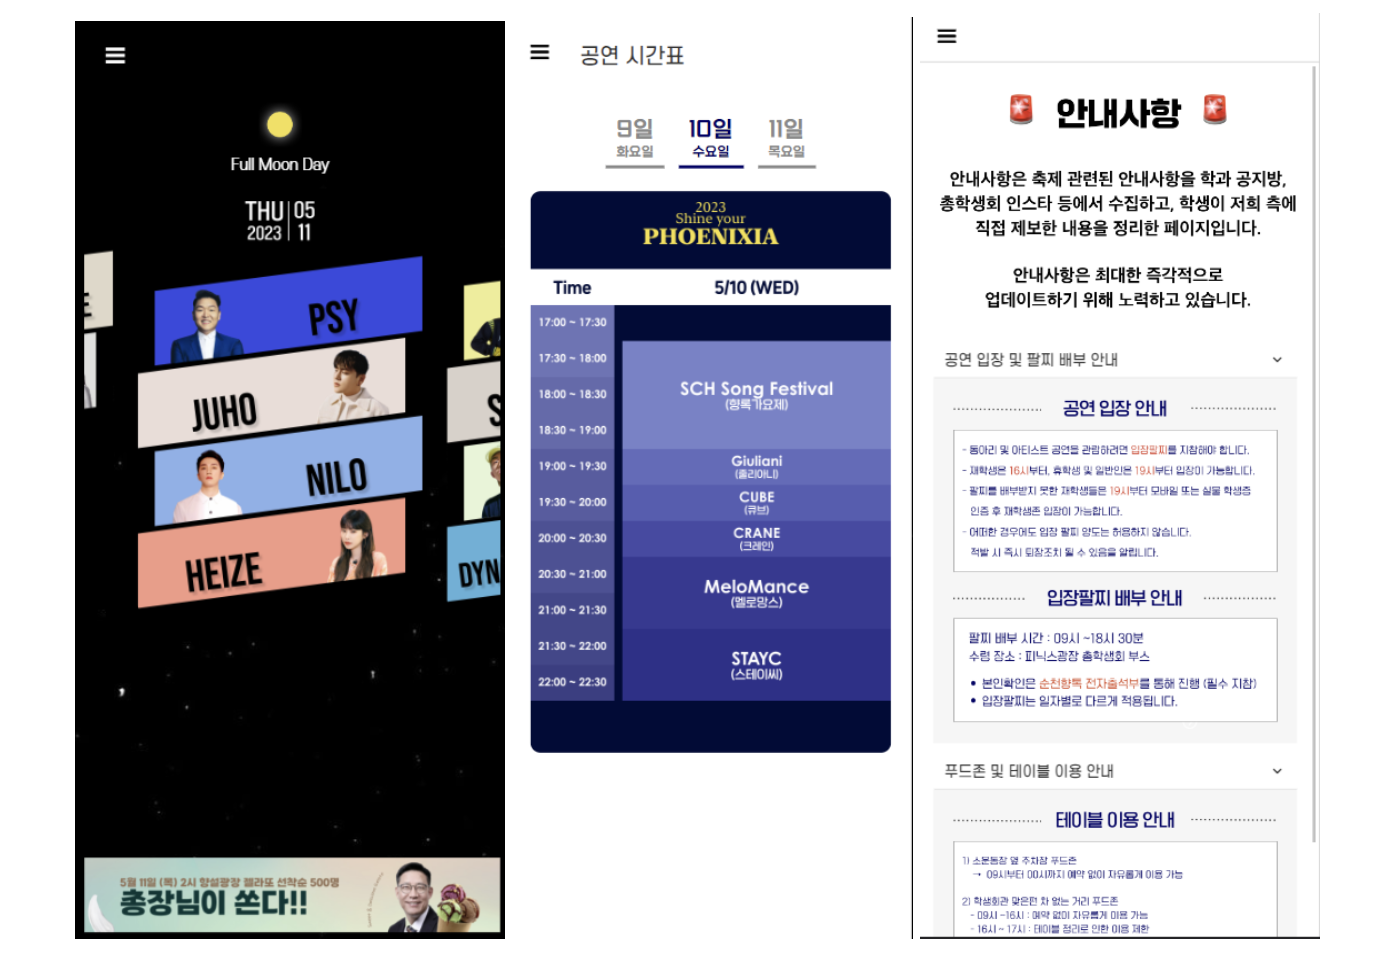 Full Moon Day
THU 05
2023 11
PSY
JUHO
NILO
HEIZE
E
S
DYN
5월 11일 (목) 2시 향설광장 젤라또 선착순 500명
총장님이 쏜다!!
공연 시간표
9일 10일 11일
화요일 수요일 목요일
2023
Shine your
PHOENIXIA
Time 5/10 (WED)
17:00 ~ 17:30
17:30 ~ 18:00
18:00 ~ 18:30
18:30 ~ 19:00
SCH Song Festival
(향록가요제)
19:00 ~ 19:30
Giuliani
(줄리아니)
19:30 ~ 20:00
CUBE
(큐브)
20:00 ~ 20:30
CRANE
(크레인)
20:30 ~ 21:00
21:00 ~ 21:30
MeloMance
(멜로망스)
21:30 ~ 22:00
22:00 ~ 22:30
STAYC
(스테이씨)
안내사항
안내사항은 축제 관련된 안내사항을 학과 공지방,
총학생회 인스타 등에서 수집하고, 학생이 저희 측에
직접 제보한 내용을 정리한 페이지입니다.
안내사항은 최대한 즉각적으로
업데이트하기 위해 노력하고 있습니다.
공연 입장 및 팔찌 배부 안내
공연 입장 안내
- 동아리 및 아티스트 공연을 관람하려면 입장팔찌를 지참해야 합니다.
- 재학생은 16시부터, 휴학생 및 일반인은 19시부터 입장이 가능합니다.
- 팔찌를 배부받지 못한 재학생들은 19시부터 모바일 또는 실물 학생증
인증 후 재학생존 입장이 가능합니다.
- 어떠한 경우에도 입장 팔찌 양도는 허용하지 않습니다.
적발 시 즉시 퇴장조치 될 수 있음을 알립니다.
입장팔찌 배부 안내
팔찌 배부 시간 : 09시 ~18시 30분
수령 장소 : 피닉스광장 총학생회 부스
• 본인확인은 순천향톡 전자출석부를 통해 진행 (필수 지참)
• 입장팔찌는 일자별로 다르게 적용됩니다.
푸드존 및 테이블 이용 안내
테이블 이용 안내
1) 소운동장 옆 주차장 푸드존
→ 09시부터 00시까지 예약 없이 자유롭게 이용 가능
2) 학생회관 맞은편 차 없는 거리 푸드존
- 09시 ~16시 : 예약 없이 자유롭게 이용 가능
- 16시 ~ 17시 : 테이블 정리로 인한 이용 제한